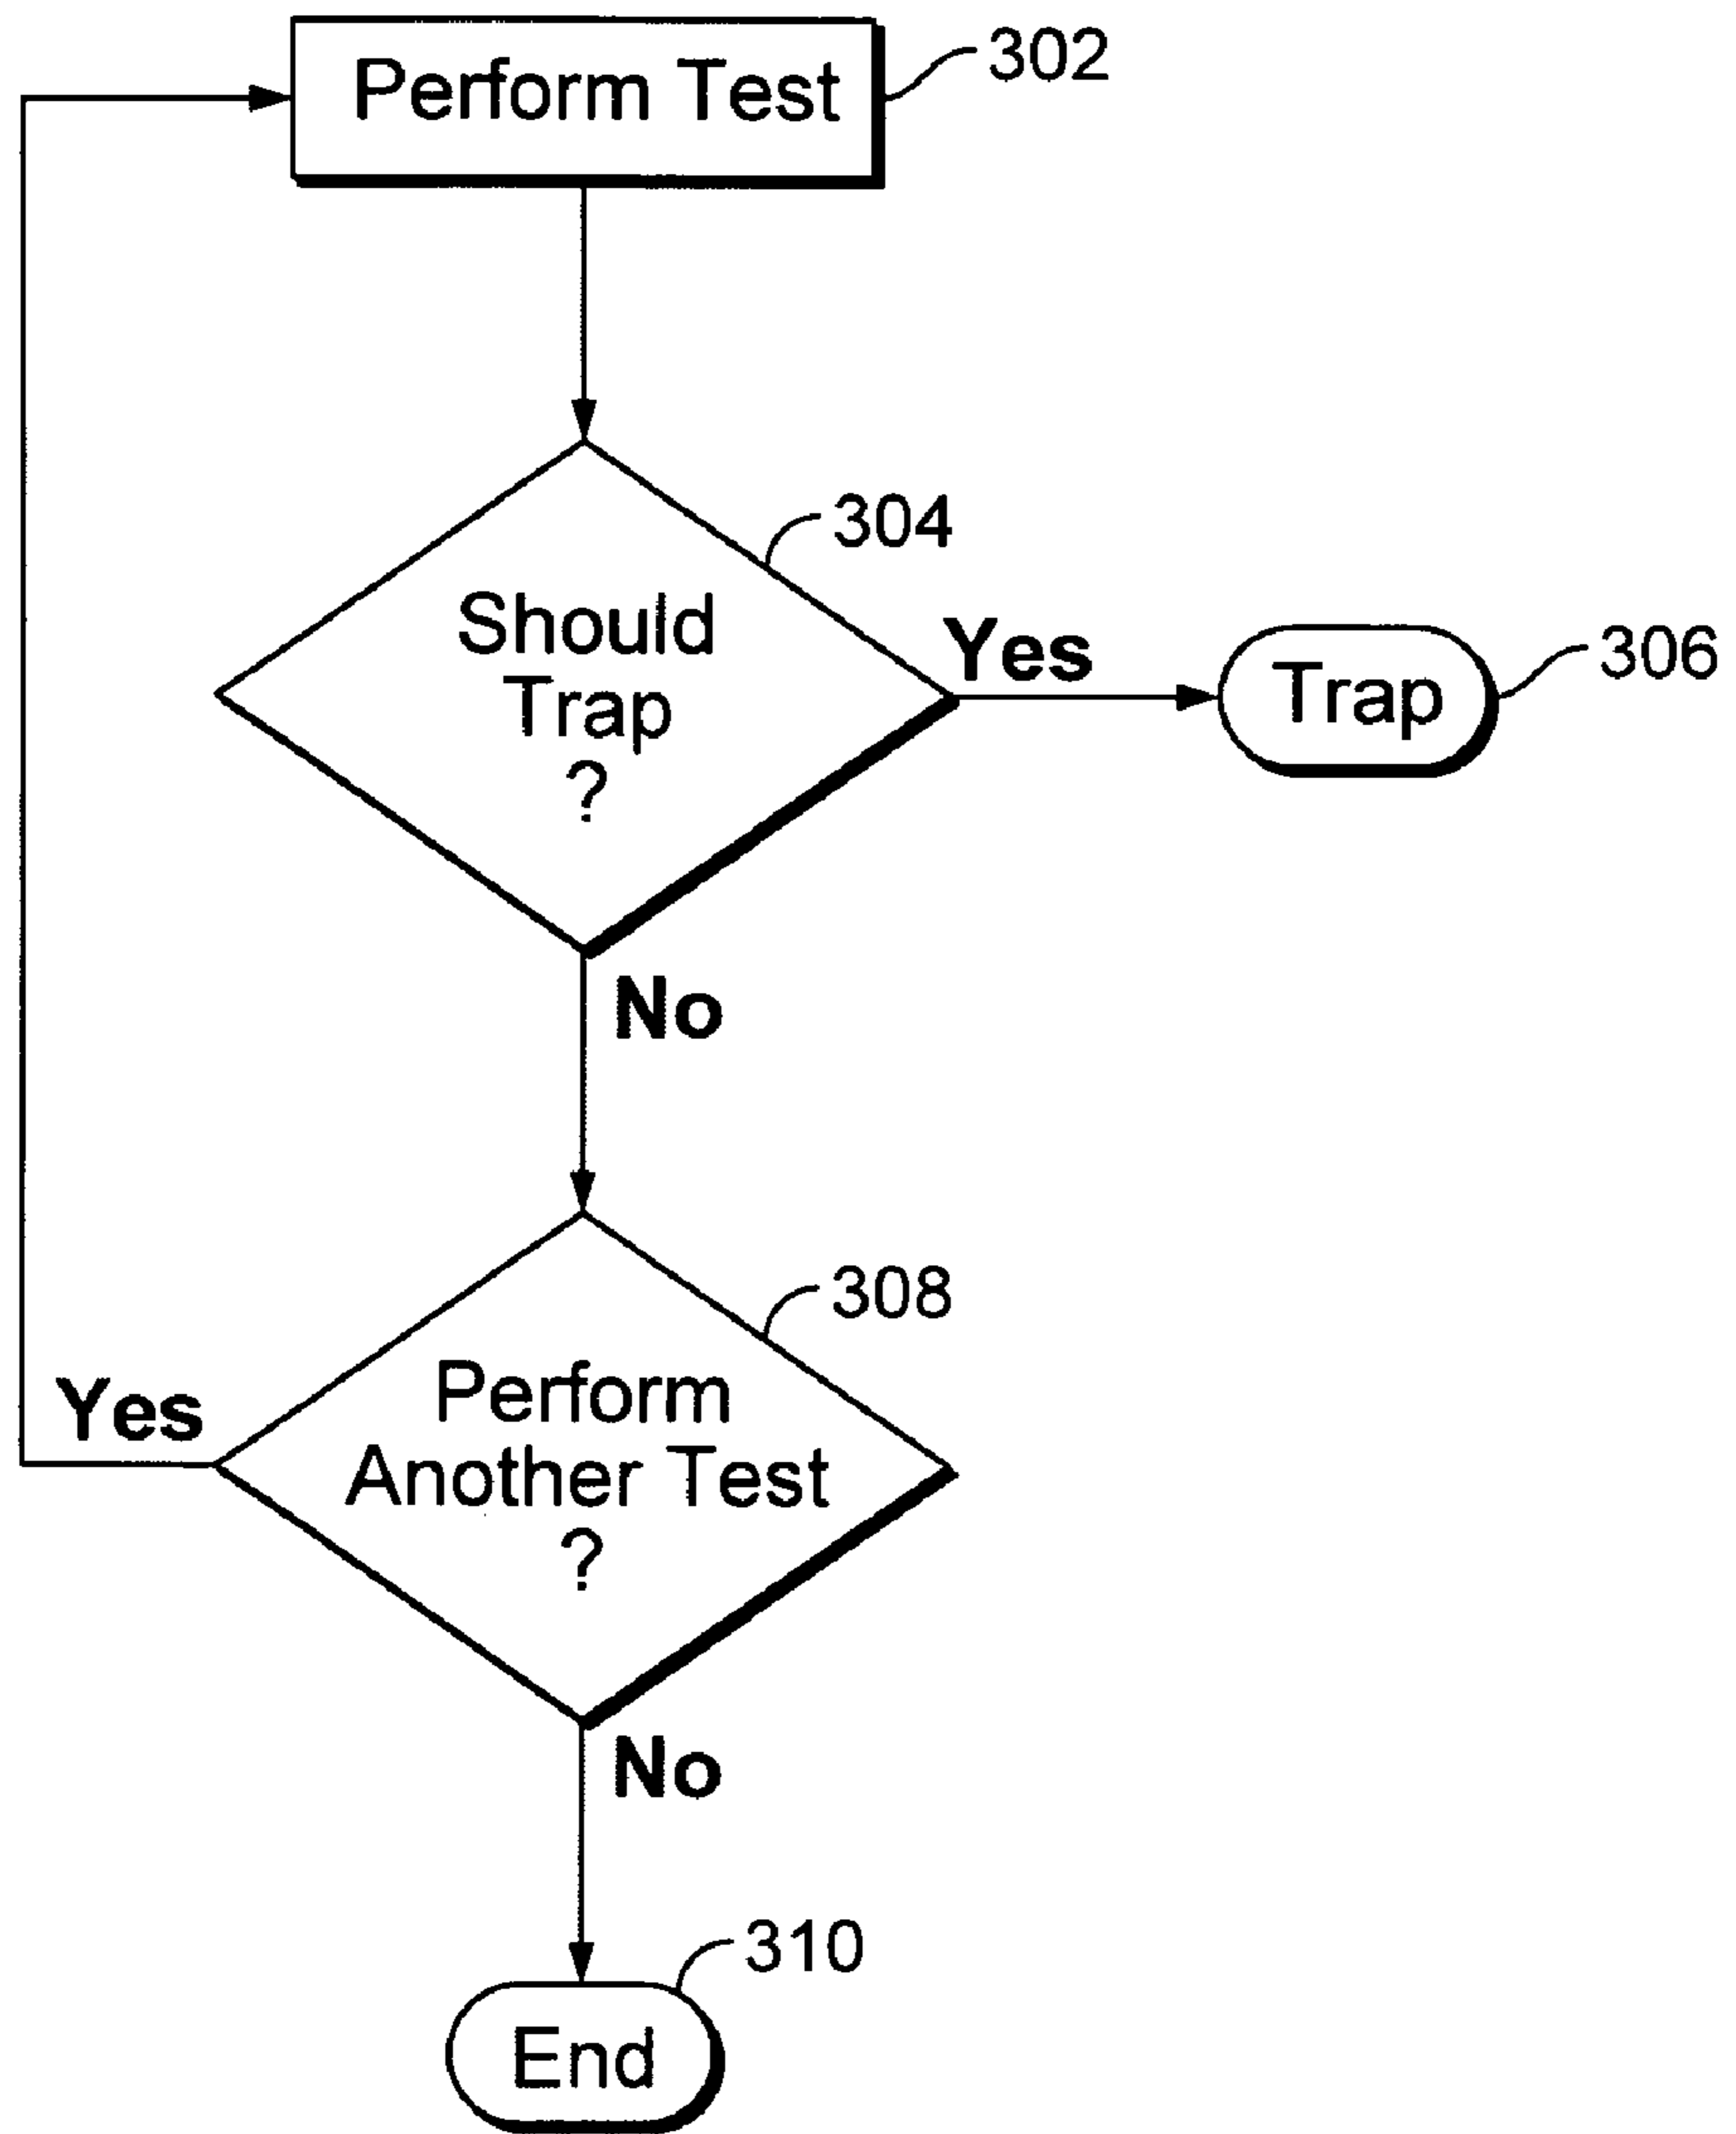 Perform Test
302
304
Should
Trap
?
Yes
Trap
306
No
308
Perform
Another Test
?
Yes
No
310
End